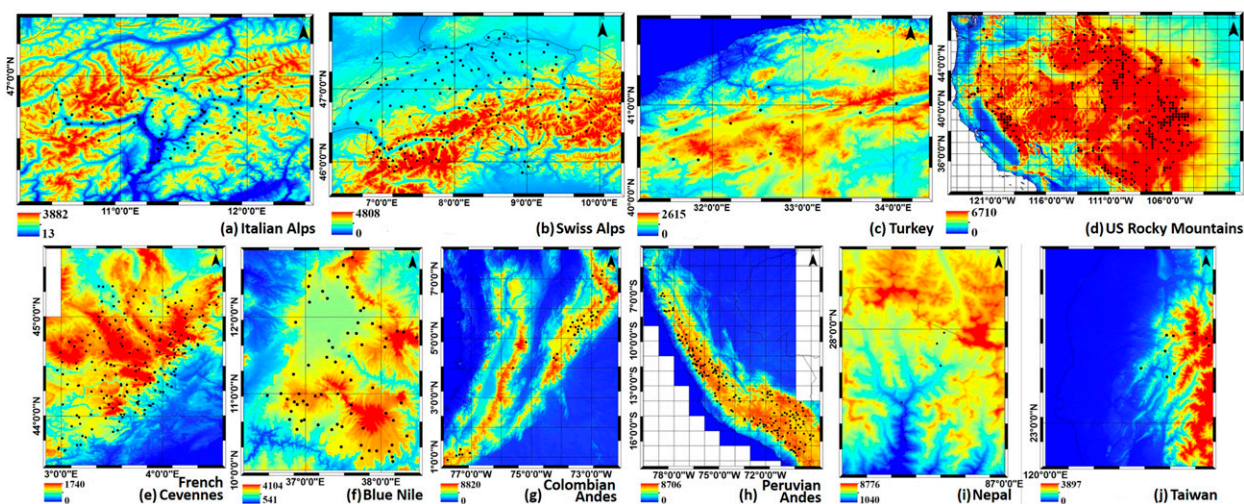 47°0'0"N
11°0'0"E 12°0'0"E
3882
13
(a) Italian Alps
47°0'0"N
46°0'0"N
7°0'0"E 8°0'0"E 9°0'0"E 10°0'0"E
4808
0
(b) Swiss Alps
41°0'0"N
40°0'0"N
32°0'0"E 33°0'0"E 34°0'0"E
2615
0
(c) Turkey
44°0'0"N
40°0'0"N
36°0'0"N
121°0'0"W 116°0'0"W 111°0'0"W 106°0'0"W
6710
0
(d) US Rocky Mountains
45°0'0"N
44°0'0"N
3°0'0"E 4°0'0"E
1740
0
French
(e) Cevennes
12°0'0"N
11°0'0"N
10°0'0"N
37°0'0"E 38°0'0"E
4104
541
(f) Blue Nile
7°0'0"N
5°0'0"N
3°0'0"N
1°0'0"N
77°0'0"W 75°0'0"W 73°0'0"W
8820
0
Colombian
(g) Andes
7°0'0"S
10°0'0"S
13°0'0"S
16°0'0"S
78°0'0"W 75°0'0"W 72°0'0"W
8706
0
Peruvian
(h) Andes
28°0'0"N
87°0'0"E
8776
1040
(i) Nepal
23°0'0"N
120°0'0"E
3897
0
(j) Taiwan